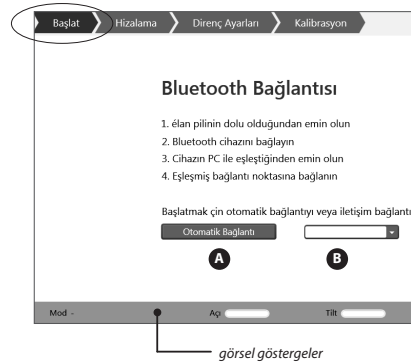 Başlat Hizalama Direnç Ayarları Kalibrasyon
Bluetooth Bağlantısı
1. élan pilinin dolu olduğundan emin olun
2. Bluetooth cihazını bağlayın
3. Cihazın PC ile eşleştiğinden emin olun
4. Eşleşmiş bağlantı noktasına bağlanın
Başlatmak çin otomatik bağlantıyı veya iletişim bağlantı
Otomatik Bağlantı
A B
Mod - Açı Tilt
görsel göstergeler